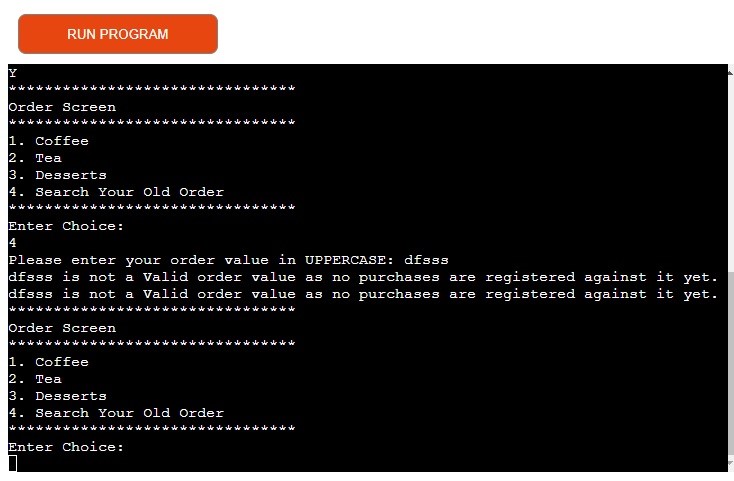 RUN PROGRAM
Y
********************************
Order Screen
********************************
1. Coffee
2. Tea
3. Desserts
4. Search Your Old Order
********************************
Enter Choice:
4
Please enter your order value in UPPERCASE: dfsss
dfsss is not a Valid order value as no purchases are registered against it yet.
dfsss is not a Valid order value as no purchases are registered against it yet.
********************************
Order Screen
********************************
1. Coffee
2. Tea
3. Desserts
4. Search Your Old Order
********************************
Enter Choice: